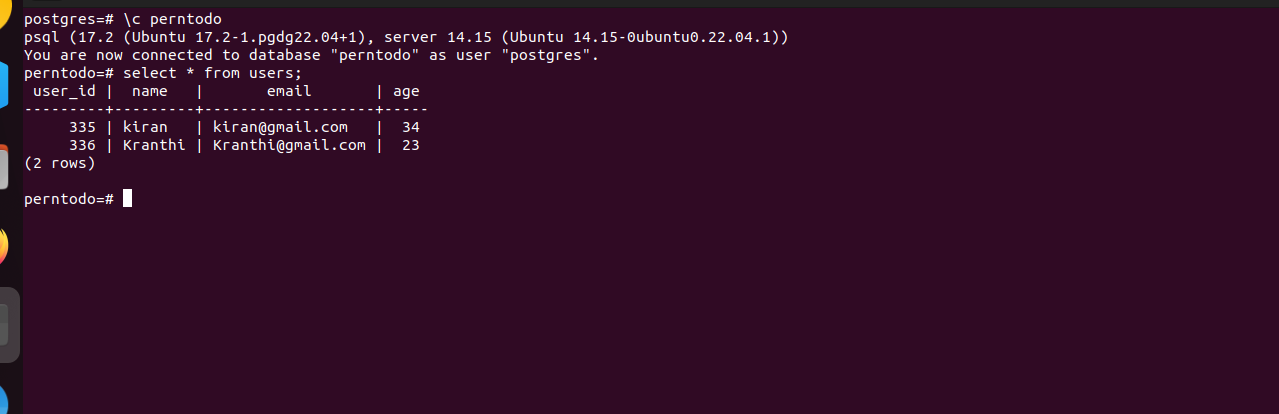 postgres=# \c perntodo
psql (17.2 (Ubuntu 17.2-1.pgdg22.04+1), server 14.15 (Ubuntu 14.15-0ubuntu0.22.04.1))
You are now connected to database "perntodo" as user "postgres".
perntodo=# select * from users;
 user_id |  name   |       email       | age
---------+---------+-------------------+-----
     335 | kiran   | kiran@gmail.com   |  34
     336 | Kranthi | Kranthi@gmail.com |  23
(2 rows)

perntodo=#